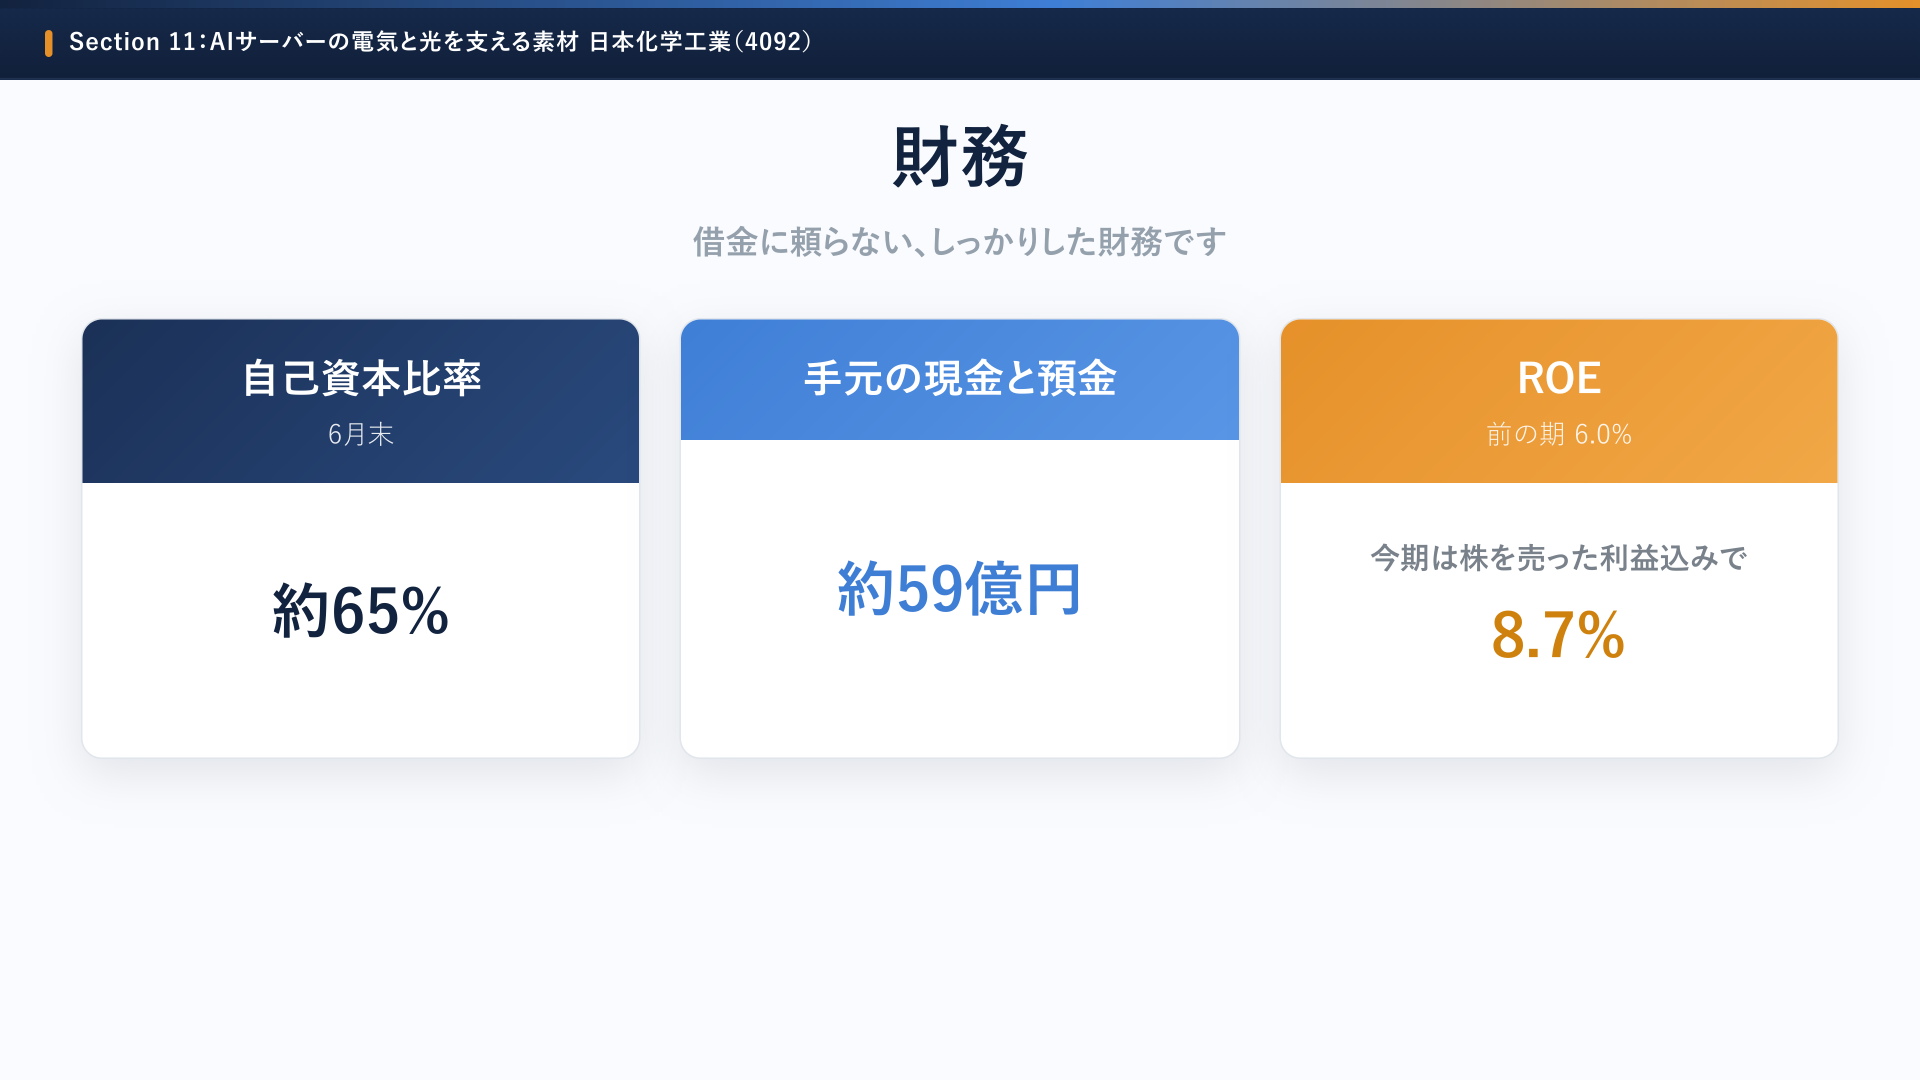 Section 11：AIサーバーの電気と光を支える素材 日本化学工業（4092）
財務
借金に頼らない、しっかりした財務です
自己資本比率
6月末
約65%
手元の現金と預金
約59億円
ROE
前の期 6.0%
今期は株を売った利益込みで
8.7%